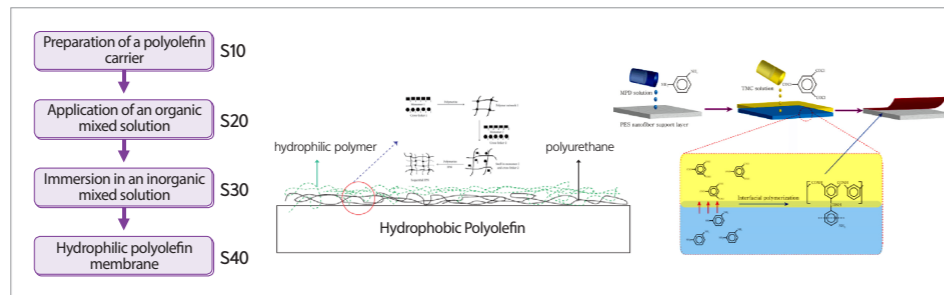 Preparation of a polyolefin
carrier
S10
Application of an organic
mixed solution
S20
Immersion in an inorganic
mixed solution
S30
Hydrophilic polyolefin
membrane
S40
hydrophilic polymer
polyurethane
Hydrophobic Polyolefin
MPD solution
PES nanofiber support layer
TMC solution
Interfacial polymerization